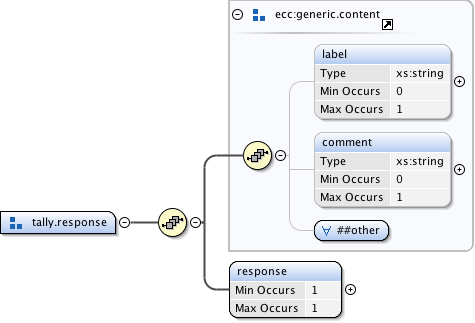 ecc:generic.content
label
Type xs:string
Min Occurs 0
Max Occurs 1
comment
Type xs:string
Min Occurs 0
Max Occurs 1
∀ ##other
tally.response
response
Min Occurs 1
Max Occurs 1